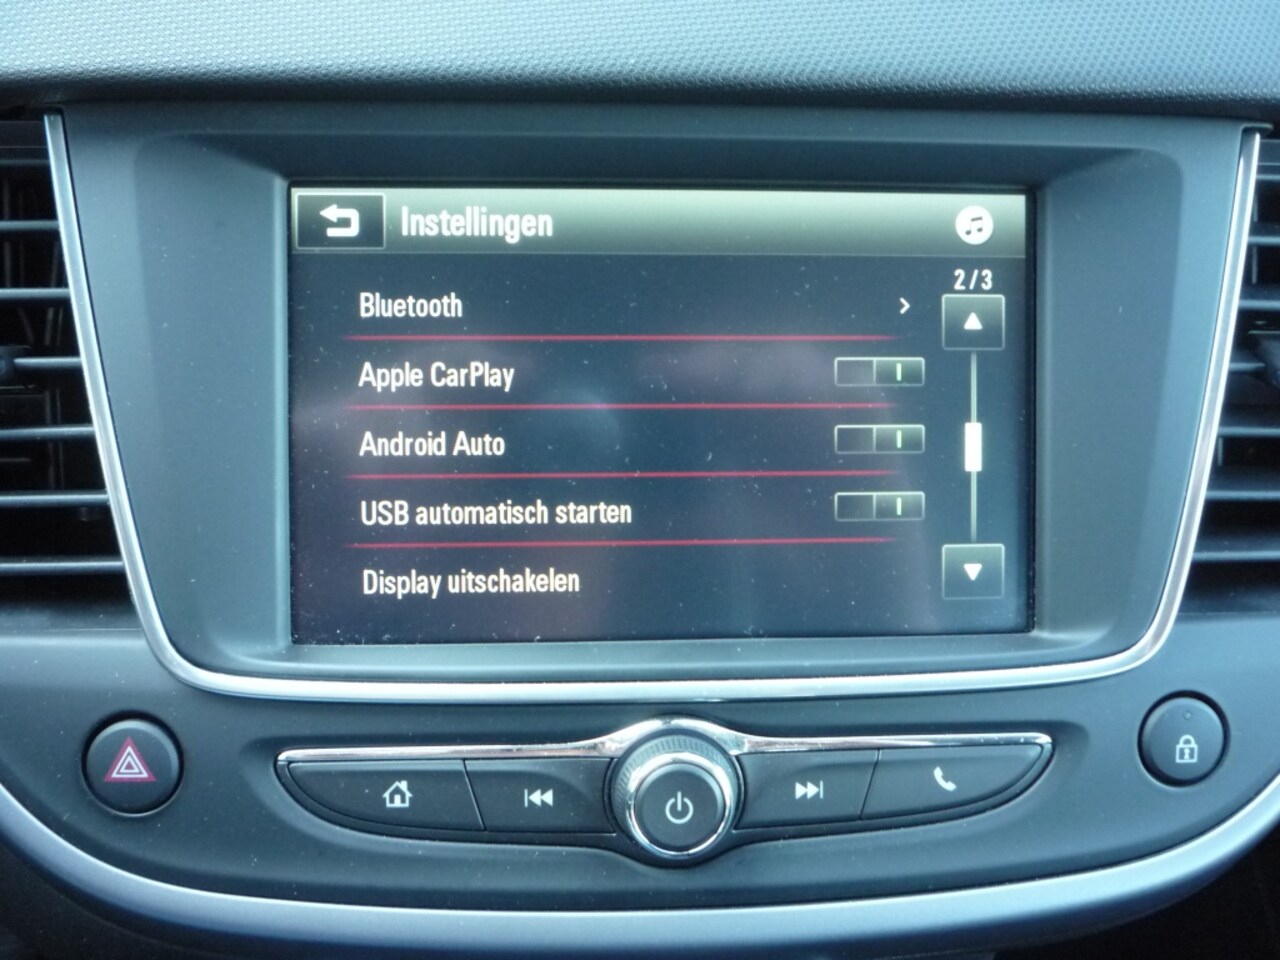 Instellingen
2/3
Bluetooth
Apple CarPlay
Android Auto
USB automatisch starten
Display uitschakelen